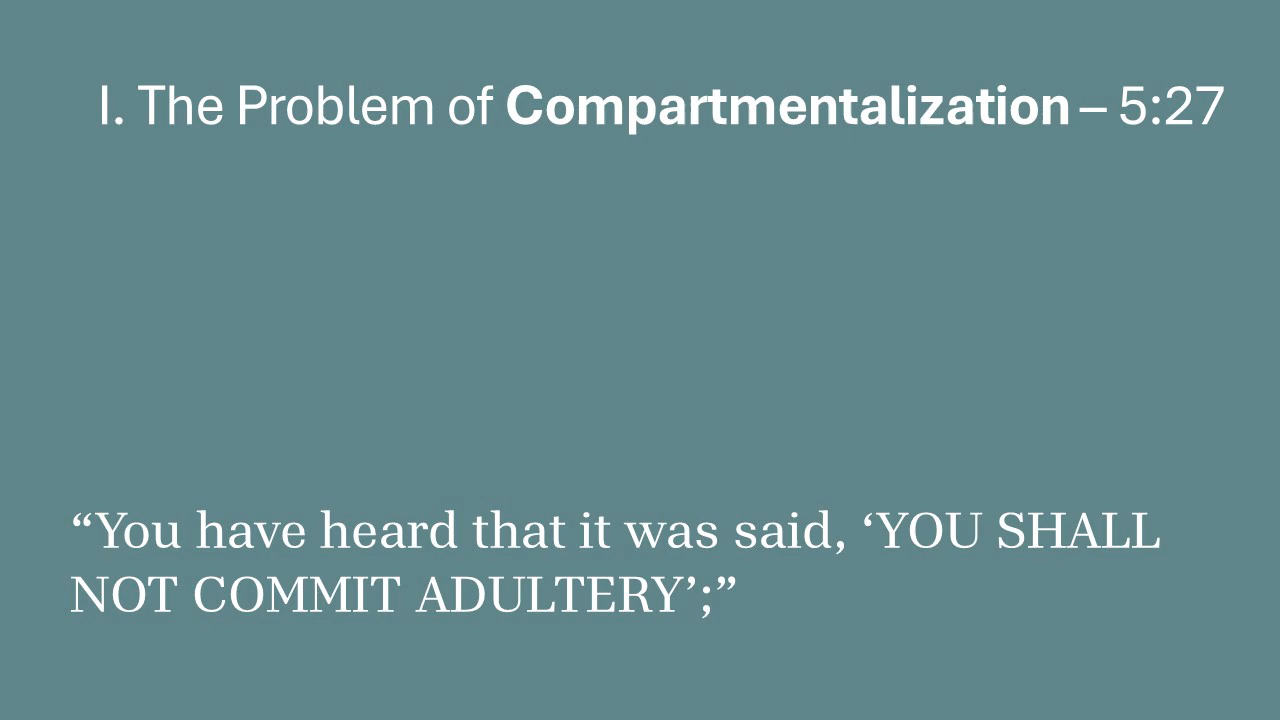 I. The Problem of Compartmentalization – 5:27
“You have heard that it was said, ‘YOU SHALL
NOT COMMIT ADULTERY’;”